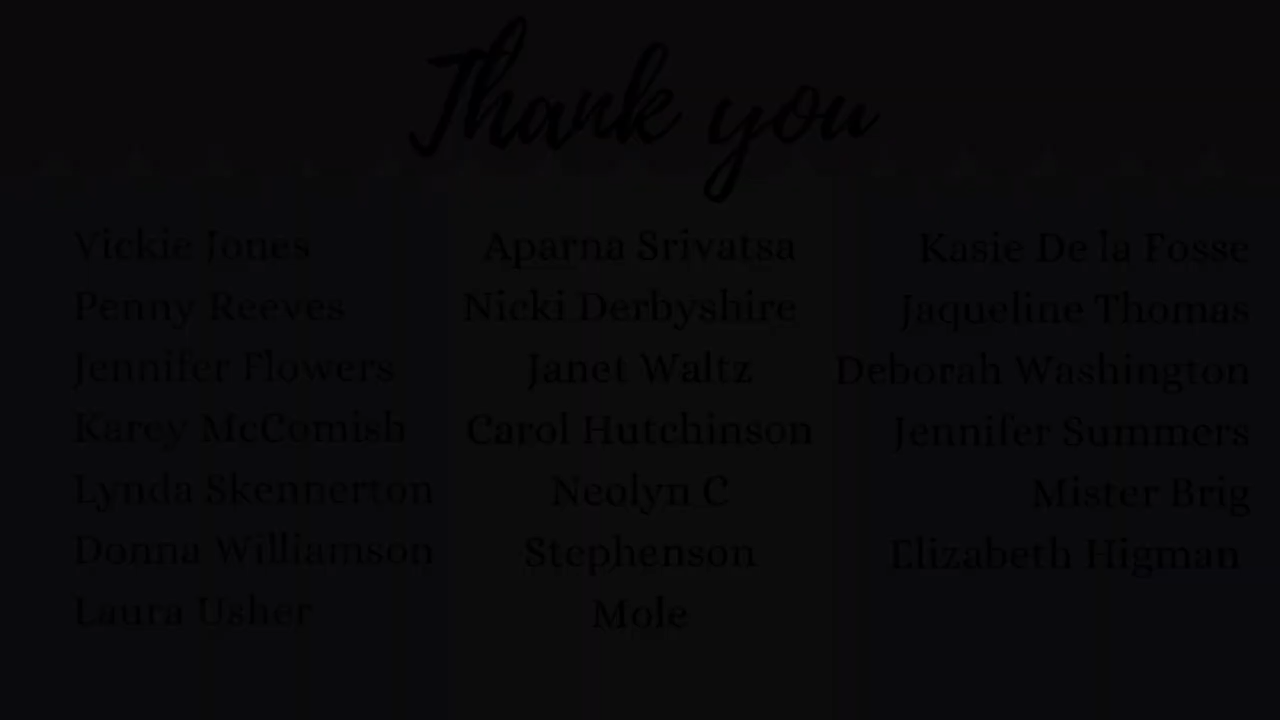 Thank you
Vickie Jones
Penny Reeves
Jennifer Flowers
Karey McComish
Lynda Skennerton
Donna Williamson
Laura Usher
Aparna Srivatsa
Nicki Derbyshire
Janet Waltz
Carol Hutchinson
Neolyn C
Stephenson
Mole
Kasie De la Fosse
Jaqueline Thomas
Deborah Washington
Jennifer Summers
Mister Brig
Elizabeth Higman